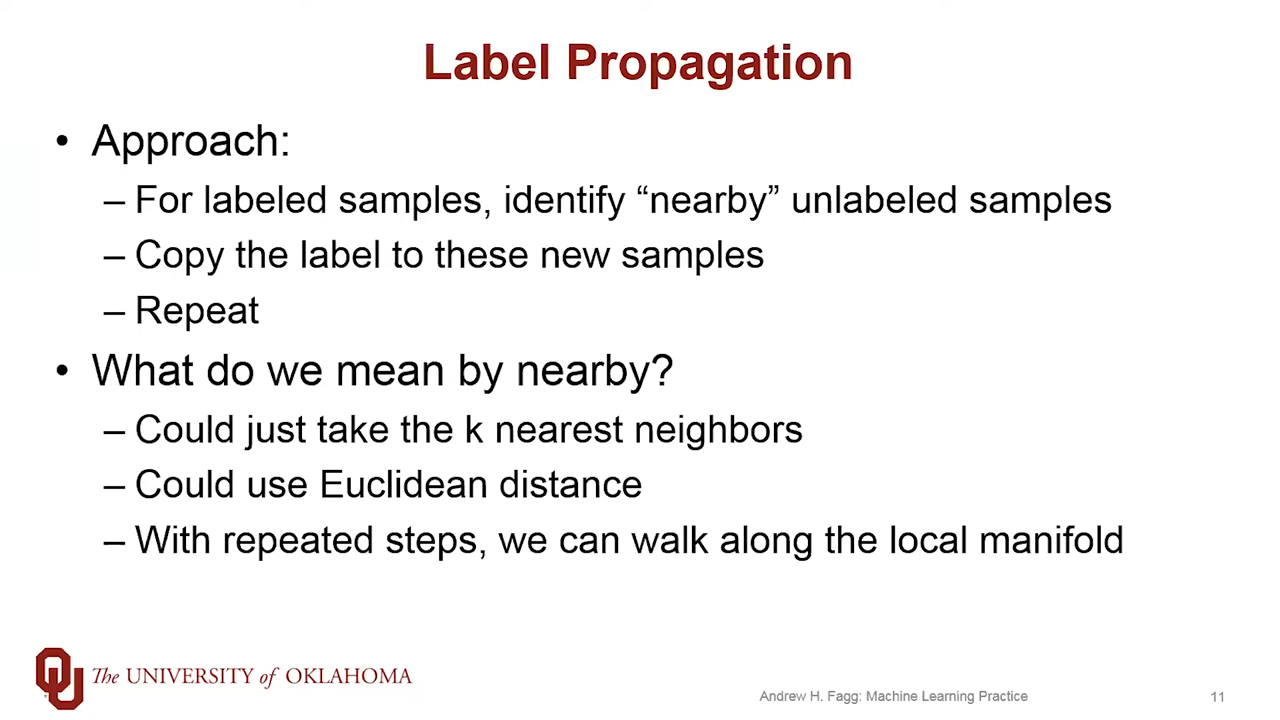 Label Propagation
• Approach:
– For labeled samples, identify “nearby” unlabeled samples
– Copy the label to these new samples
– Repeat
• What do we mean by nearby?
– Could just take the k nearest neighbors
– Could use Euclidean distance
– With repeated steps, we can walk along the local manifold
OU The UNIVERSITY of OKLAHOMA
Andrew H. Fagg: Machine Learning Practice
11